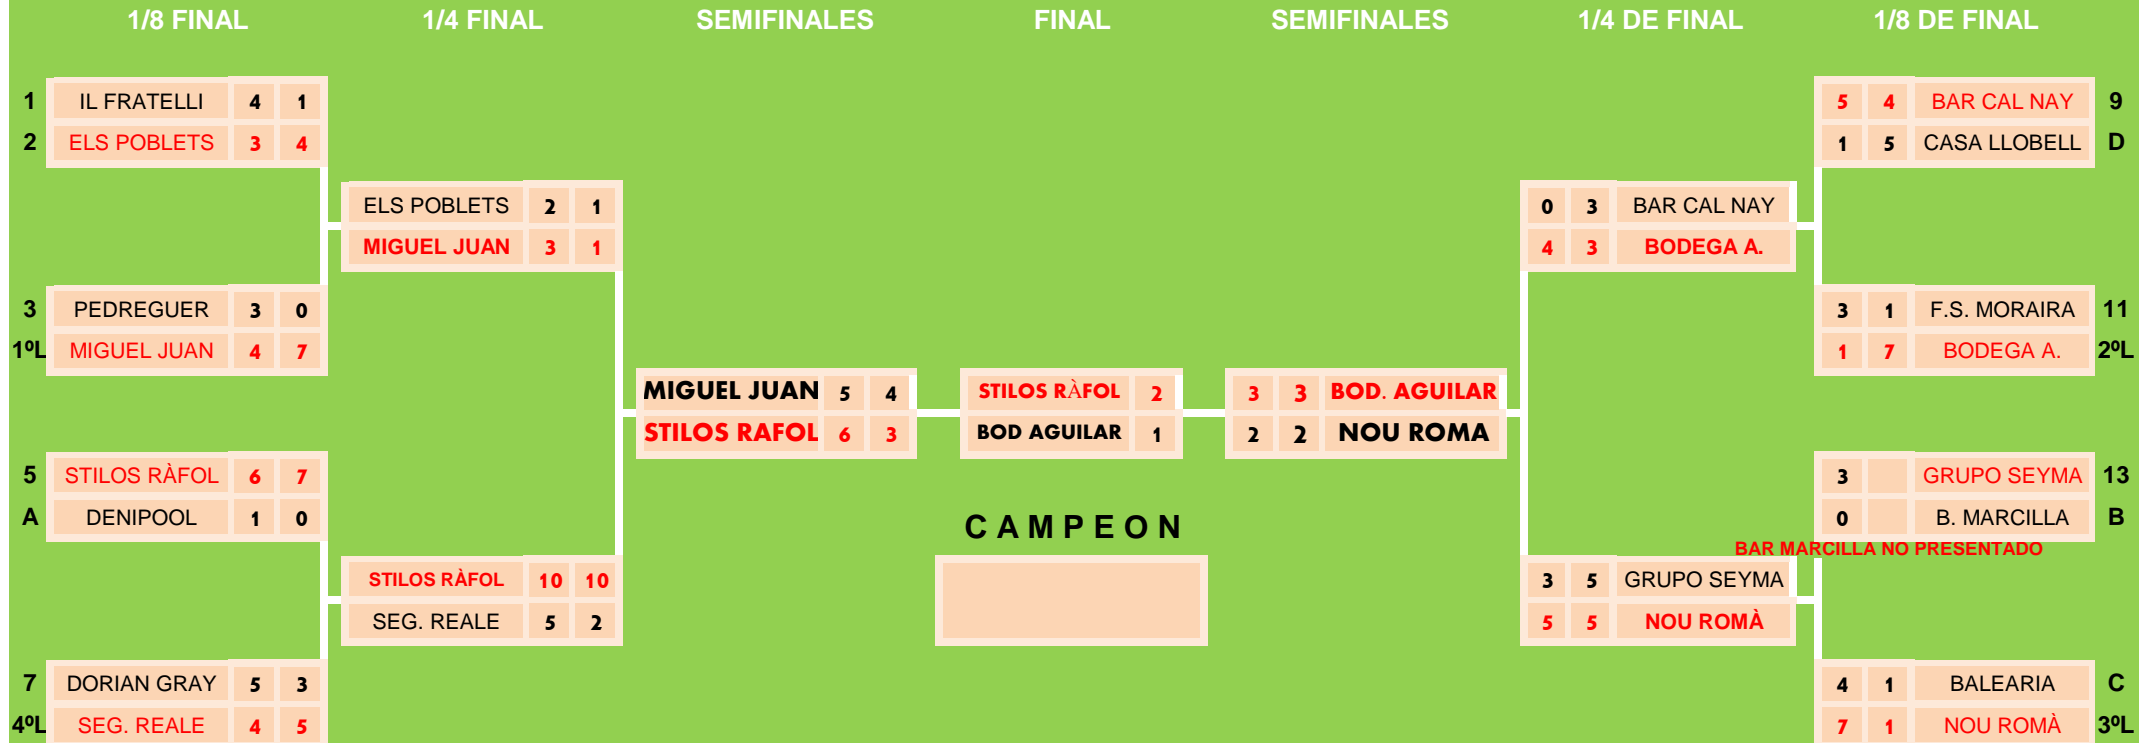 1/8 FINAL 1/4 FINAL SEMIFINALES FINAL SEMIFINALES 1/4 DE FINAL 1/8 DE FINAL
1 IL FRATELLI 4 1 5 4 BAR CAL NAY 9
2 ELS POBLETS 3 4 1 5 CASA LLOBELL D
ELS POBLETS 2 1 0 3 BAR CAL NAY
MIGUEL JUAN 3 1 4 3 BODEGA A.
3 PEDREGUER 3 0 3 1 F.S. MORAIRA 11
1ºL MIGUEL JUAN 4 7 1 7 BODEGA A. 2ºL
MIGUEL JUAN 5 4 STILOS RÀFOL 2 3 3 BOD. AGUILAR
STILOS RAFOL 6 3 BOD AGUILAR 1 2 2 NOU ROMA
5 STILOS RÀFOL 6 7 3 GRUPO SEYMA 13
A DENIPOOL 1 0 0 B. MARCILLA B
CAMPEON
BAR MARCILLA NO PRESENTADO
STILOS RÀFOL 10 10 3 5 GRUPO SEYMA
SEG. REALE 5 2 5 5 NOU ROMÀ
7 DORIAN GRAY 5 3 4 1 BALEARIA C
4ºL SEG. REALE 4 5 7 1 NOU ROMÀ 3ºL